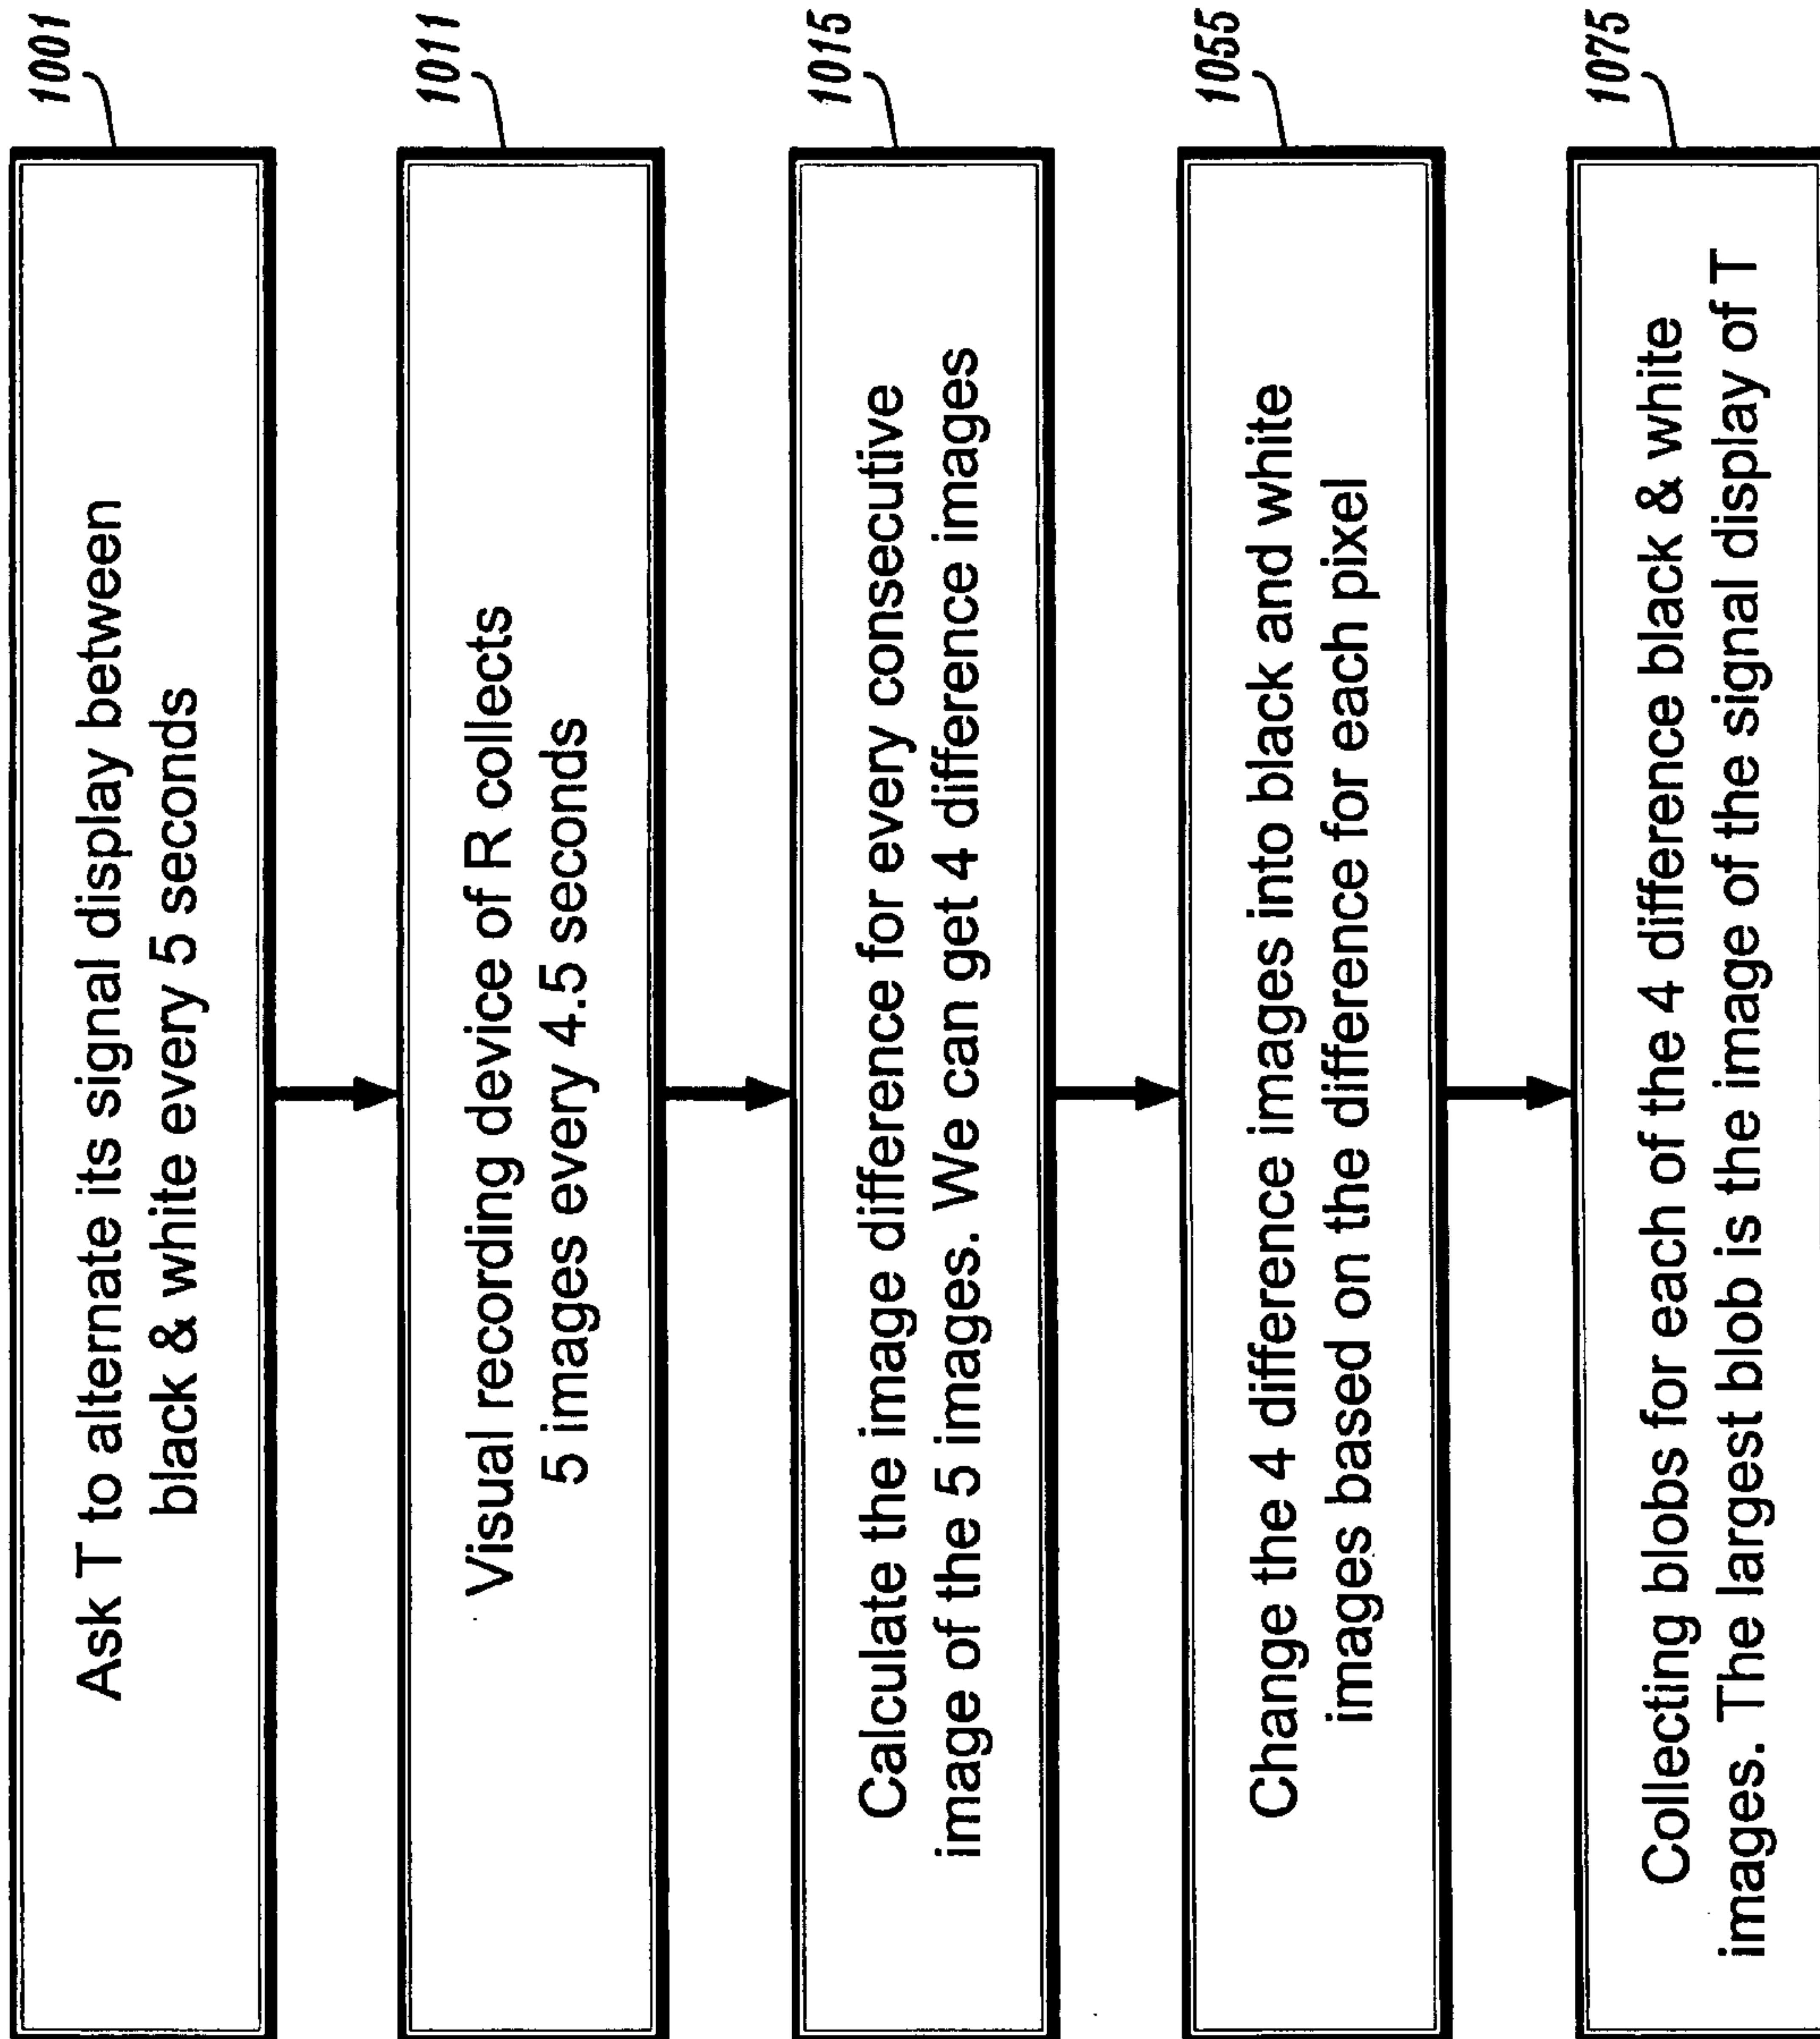 1001
Ask T to alternate its signal display between
black & white every 5 seconds
1011
Visual recording device of R collects
5 images every 4.5 seconds
1015
Calculate the image difference for every consecutive
image of the 5 images. We can get 4 difference images
1055
Change the 4 difference images into black and white
images based on the difference for each pixel
1075
Collecting blobs for each of the 4 difference black & white
images. The largest blob is the image of the signal display of T